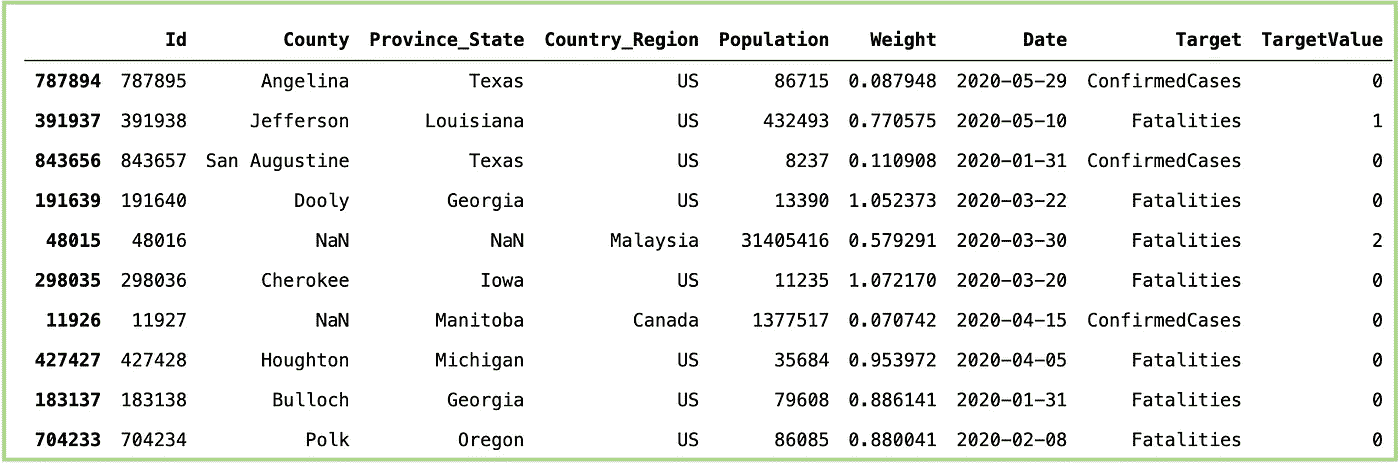 Id County Province_State Country_Region Population Weight Date Target TargetValue
787894 787895 Angelina Texas US 86715 0.087948 2020-05-29 ConfirmedCases 0
391937 391938 Jefferson Louisiana US 432493 0.770575 2020-05-10 Fatalities 1
843656 843657 San Augustine Texas US 8237 0.110908 2020-01-31 ConfirmedCases 0
191639 191640 Dooly Georgia US 13390 1.052373 2020-03-22 Fatalities 0
48015 48016 NaN NaN Malaysia 31405416 0.579291 2020-03-30 Fatalities 2
298035 298036 Cherokee Iowa US 11235 1.072170 2020-03-20 Fatalities 0
11926 11927 NaN Manitoba Canada 1377517 0.070742 2020-04-15 ConfirmedCases 0
427427 427428 Houghton Michigan US 35684 0.953972 2020-04-05 Fatalities 0
183137 183138 Bulloch Georgia US 79608 0.886141 2020-01-31 Fatalities 0
704233 704234 Polk Oregon US 86085 0.880041 2020-02-08 Fatalities 0